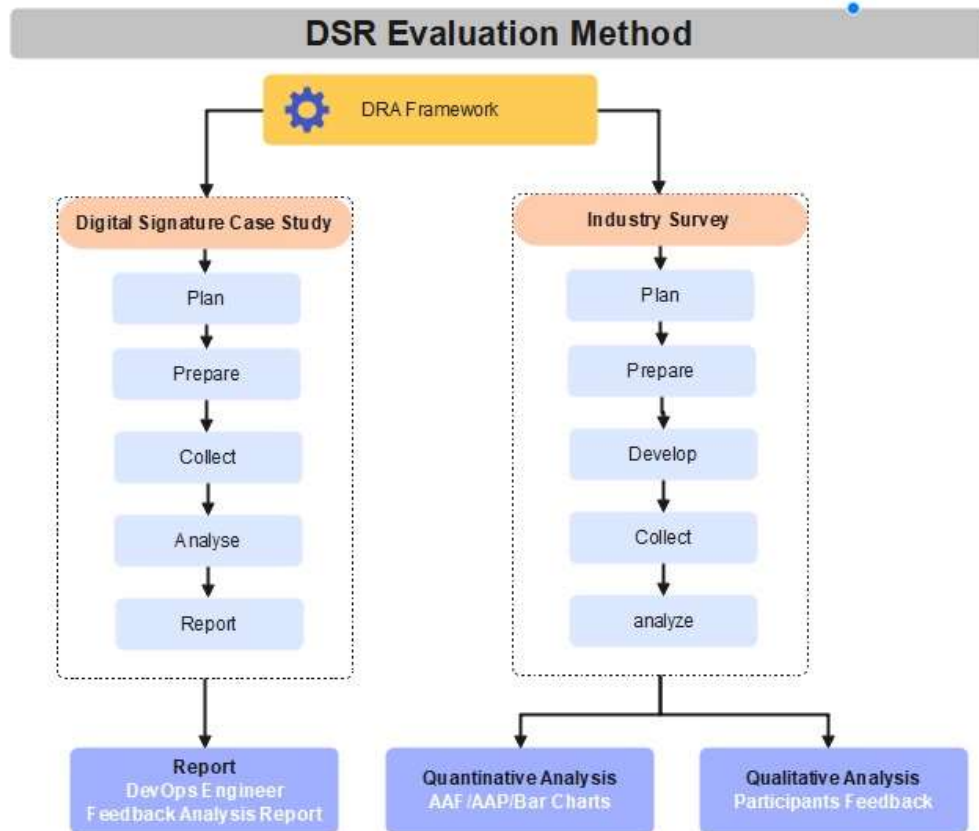 DSR Evaluation Method
DRA Framework
Digital Signature Case Study
Plan
Prepare
Collect
Analyse
Report
Industry Survey
Plan
Prepare
Develop
Collect
analyze
Report
DevOps Engineer
Feedback Analysis Report
Quantinative Analysis
AAF/AAP/Bar Charts
Qualitative Analysis
Participants Feedback